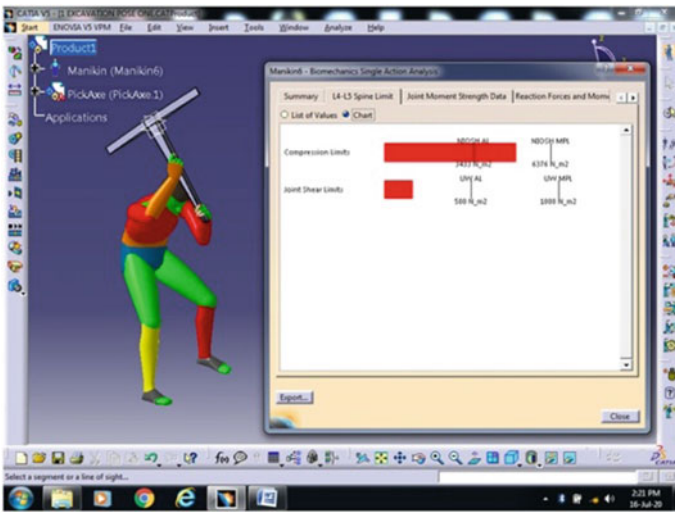 CATIA V5 - [1 EXCAVATION POSE ONE.CATProduct]
Start ENOVIA V5 VPM File Edit View Insert Tools Window Analyze Help
Product1
Manikin (Manikin6)
PickAxe (PickAxe.1)
Applications
Manikin6 - Biomechanics Single Action Analysis
Summary L4-L5 Spine Limit Joint Moment Strength Data Reaction Forces and Mome
List of Values Chart
NIOSH AL NIOSH MPL
Compression Limits
3433 N_m2 6376 N_m2
UW AL UW MPL
Joint Shear Limits
500 N_m2 1000 N_m2
Export...
Close
Select a segment or a line of sight...
2:21 PM
16-Jul-20